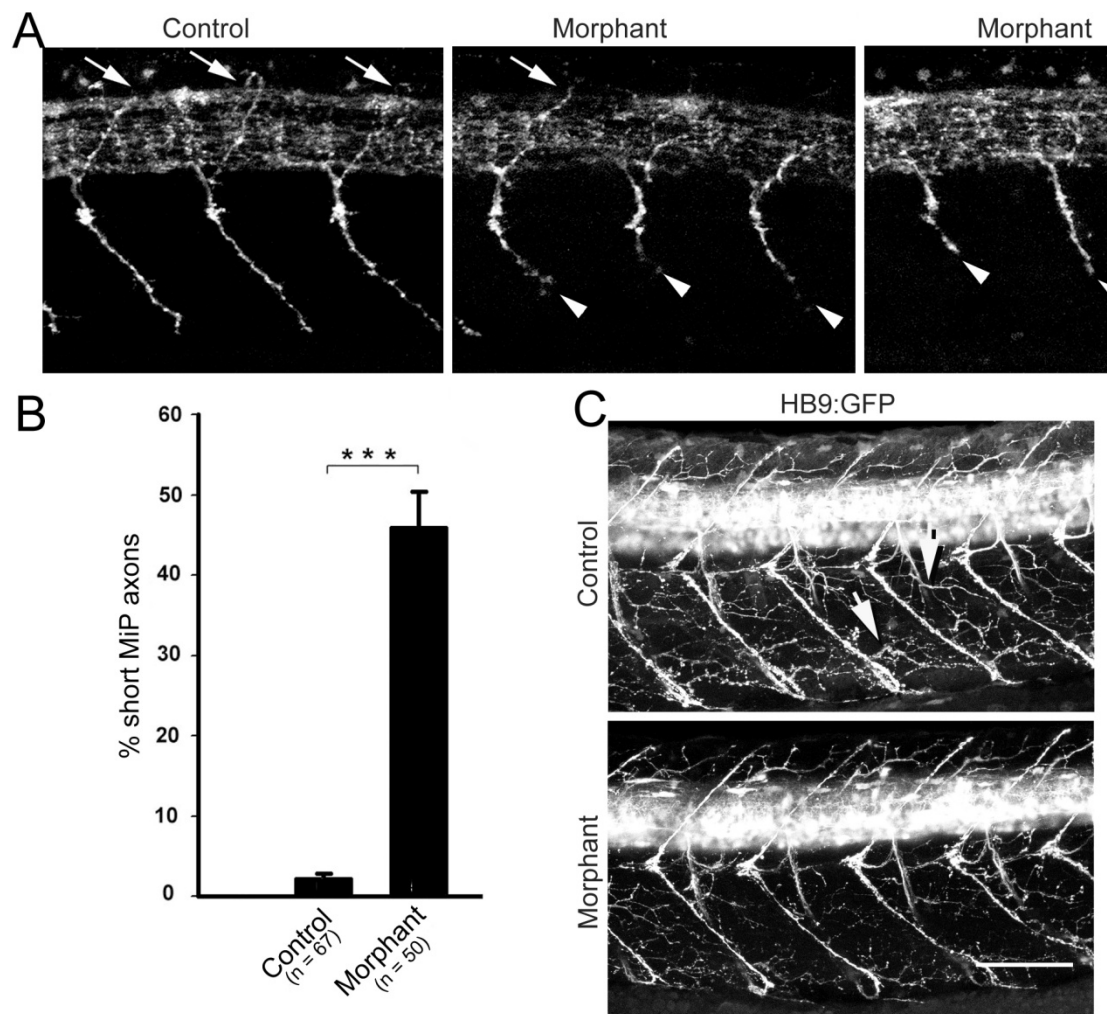 A
Control
Morphant
Morphant
B
% short MiP axons
60
50
40
30
20
10
0
* * *
Control
(n = 67)
Morphant
(n = 50)
C
HB9:GFP
Control
Morphant